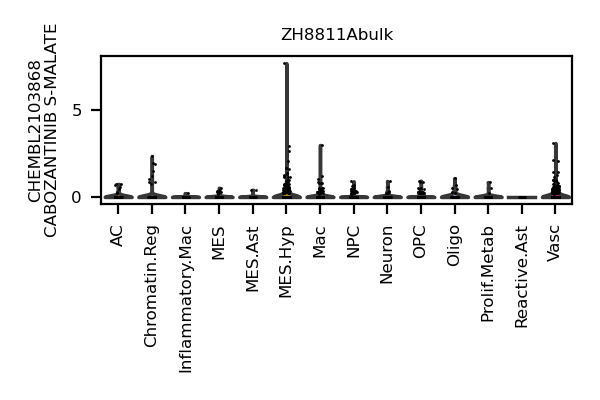 ZH8811Abulk
CHEMBL2103868
CABOZANTINIB S-MALATE
5
0
AC
Chromatin.Reg
Inflammatory.Mac
MES
MES.Ast
MES.Hyp
Mac
NPC
Neuron
OPC
Oligo
Prolif.Metab
Reactive.Ast
Vasc